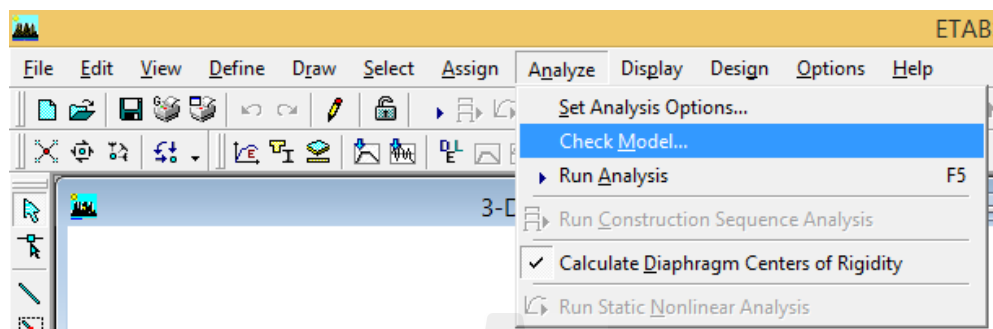 ETAB
File Edit View Define Draw Select Assign Analyze Display Design Options Help
Set Analysis Options...
Check Model...
Run Analysis F5
3-D
Run Construction Sequence Analysis
Calculate Diaphragm Centers of Rigidity
Run Static Nonlinear Analysis